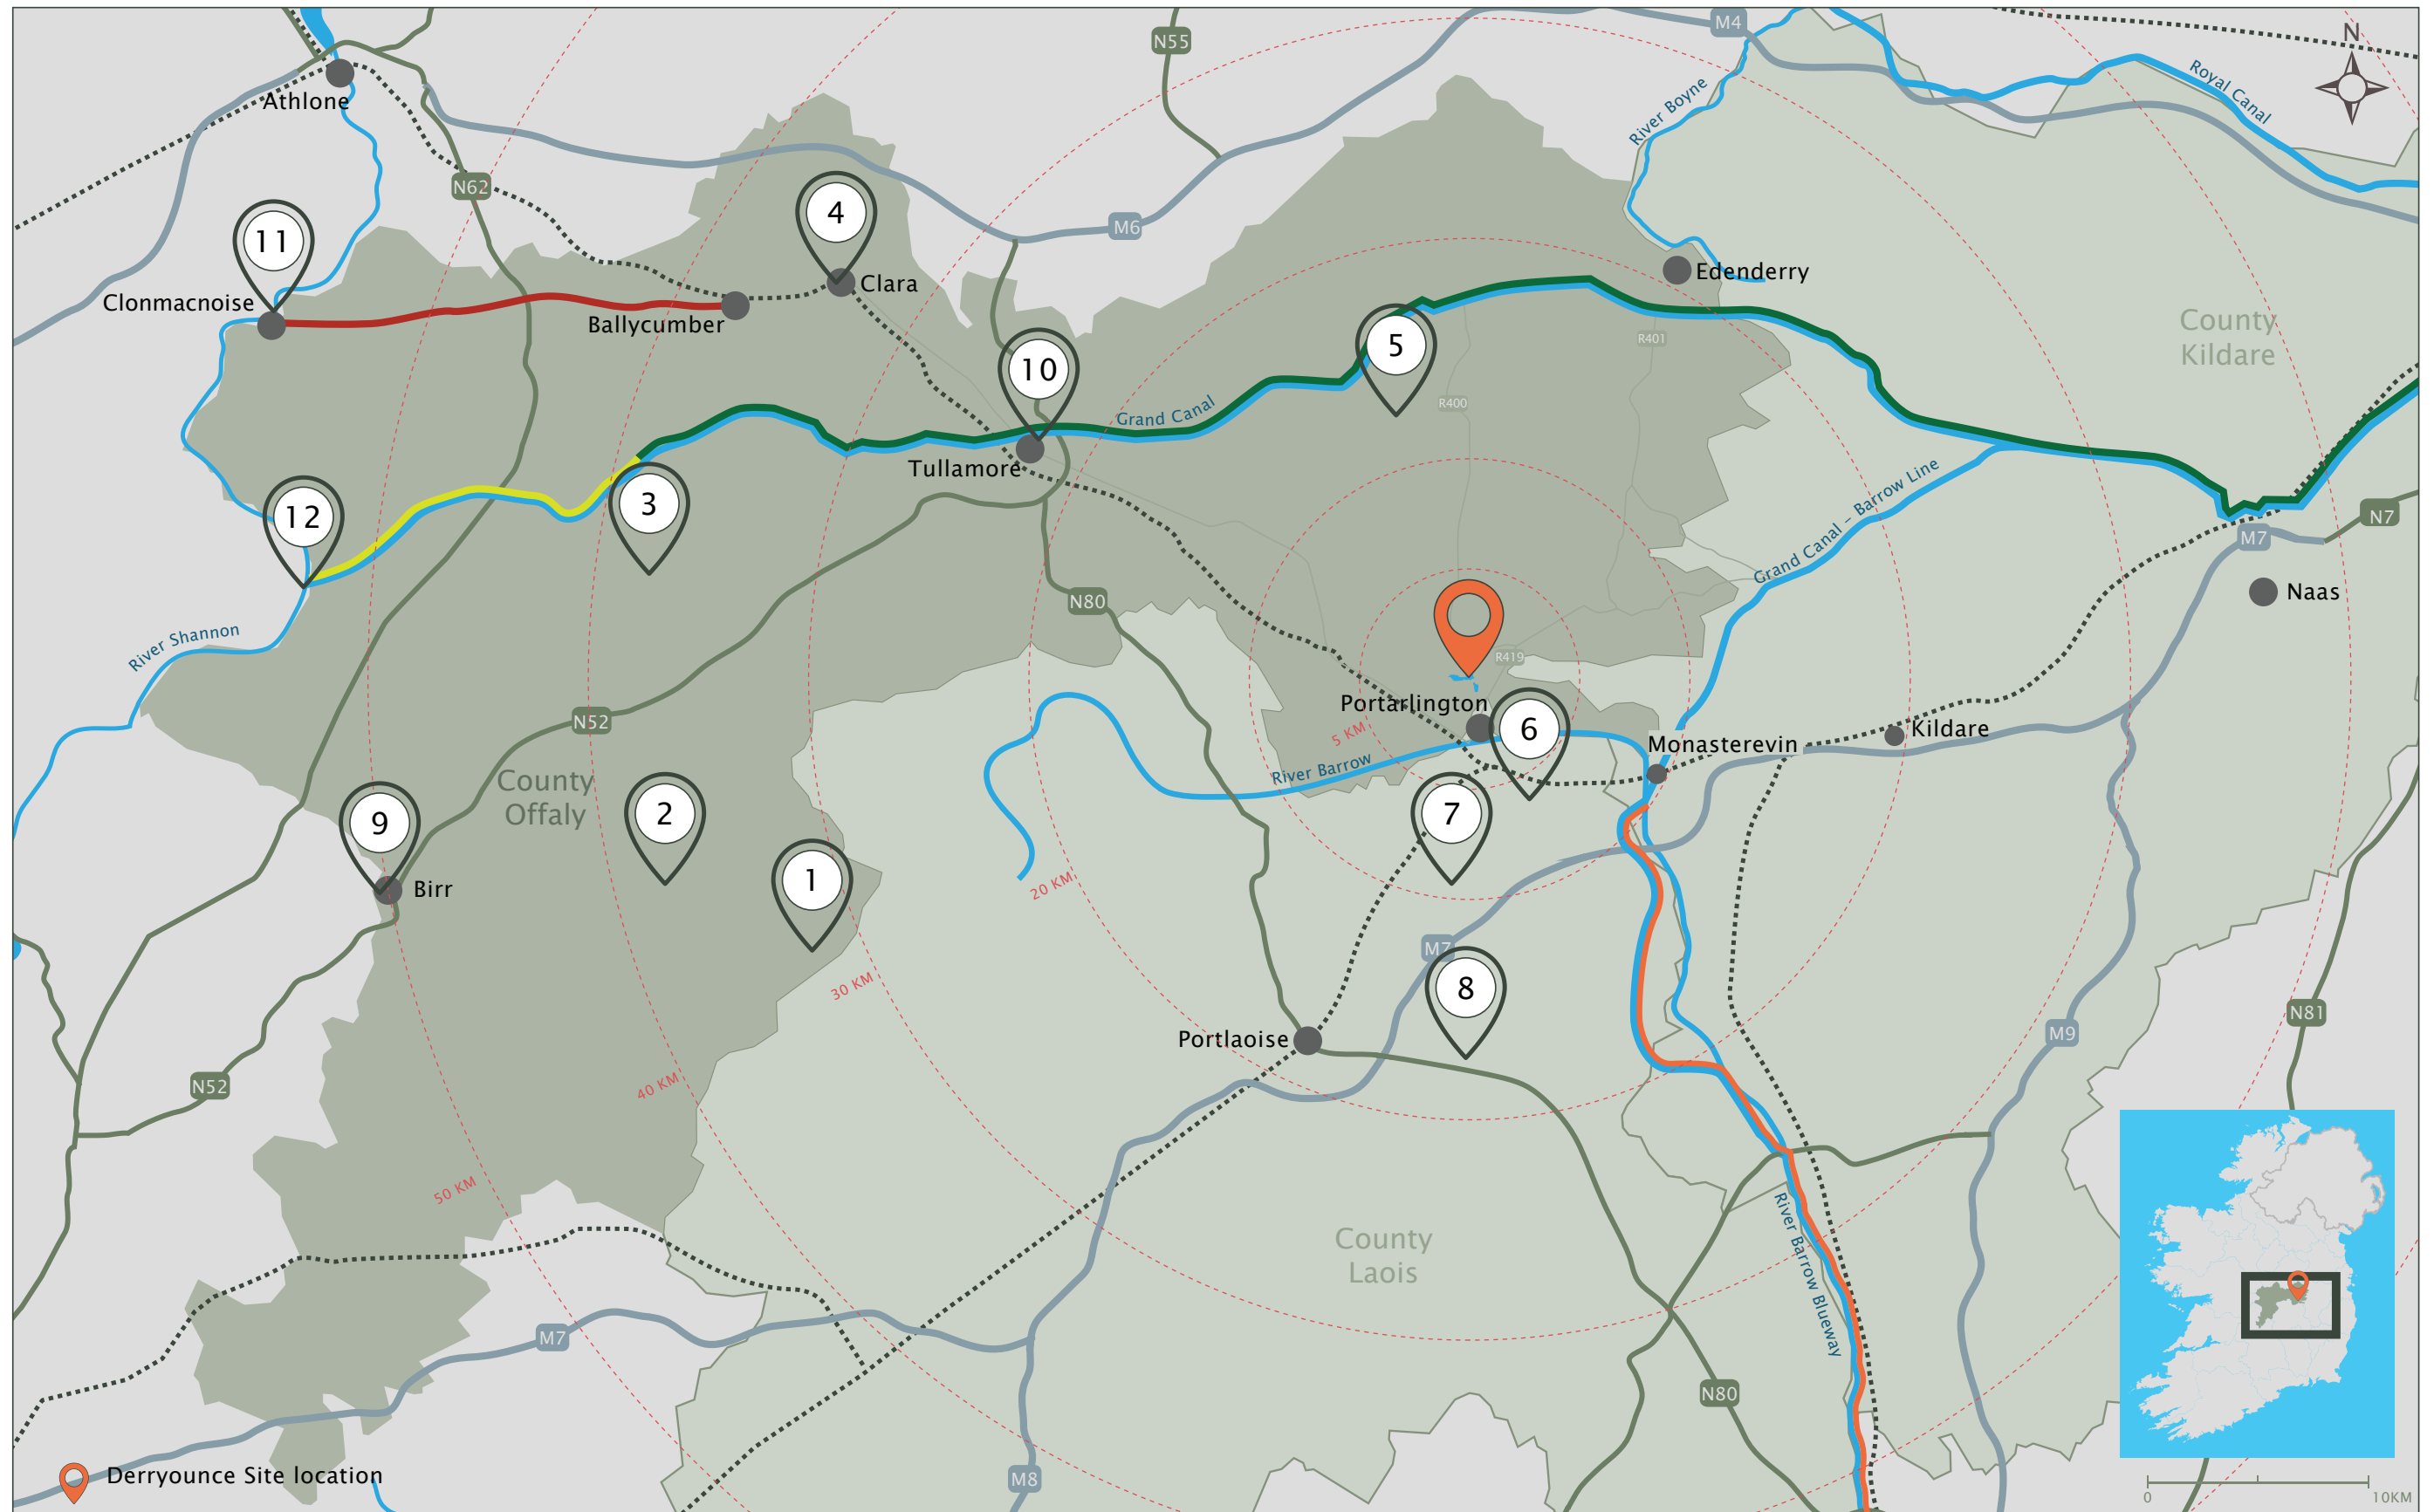 M4
N55
N
Athlone
River Boyne
Royal Canal
N62
4
11
M6
Clara
Edenderry
Clonmacnoise
Ballycumber
County
Kildare
R401
5
10
R400
Grand Canal
Tullamore
3
12
Grand Canal - Barrow Line
N7
M7
Naas
N80
River Shannon
R419
Portarlington
6
5 KM
Kildare
Monasterevin
N52
River Barrow
County
Offaly
2
7
9
1
Birr
20 KM
M7
30 KM
8
N81
Portlaoise
M9
40 KM
N52
50 KM
County
Laois
River Barrow Blueway
M7
N80
Derryounce Site location
M8
0
10KM